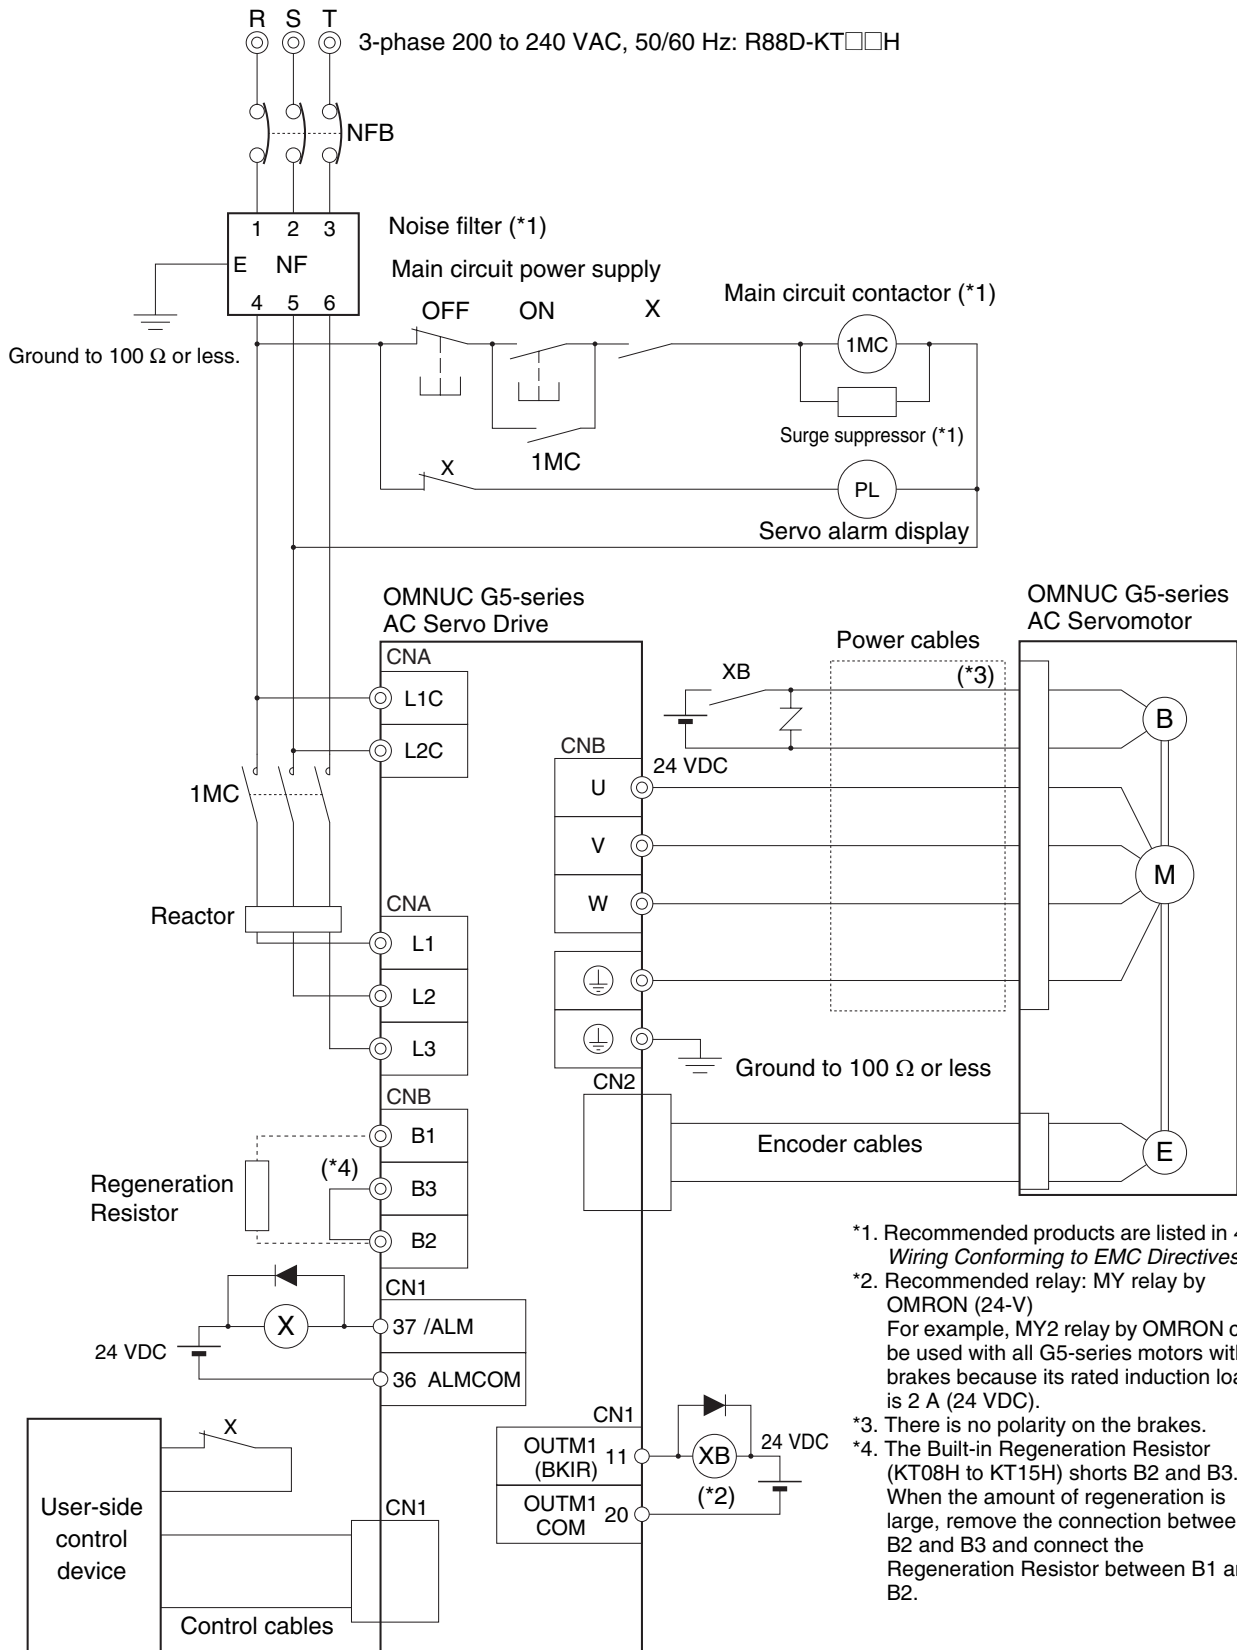 R S T
3-phase 200 to 240 VAC, 50/60 Hz: R88D-KT□□H
NFB
1 2 3
E NF
4 5 6
Noise filter (*1)
Main circuit power supply
OFF ON X
Main circuit contactor (*1)
1MC
Ground to 100 Ω or less.
Surge suppressor (*1)
1MC
X
PL
Servo alarm display
OMNUC G5-series
AC Servo Drive
OMNUC G5-series
AC Servomotor
Power cables
CNA
L1C
L2C
XB
(*3)
B
24 VDC
CNB
U
V
W
M
1MC
Reactor
CNA
L1
L2
L3
Ground to 100 Ω or less
CN2
Encoder cables
E
CNB
B1
B3
B2
(*4)
Regeneration
Resistor
CN1
37 /ALM
36 ALMCOM
X
24 VDC
CN1
OUTM1
(BKIR) 11
OUTM1
COM 20
XB
(*2)
24 VDC
X
User-side
control
device
CN1
Control cables
*1. Recommended products are listed in
Wiring Conforming to EMC Directives
*2. Recommended relay: MY relay by
OMRON (24-V)
For example, MY2 relay by OMRON
be used with all G5-series motors
brakes because its rated induction
is 2 A (24 VDC).
*3. There is no polarity on the brakes.
*4. The Built-in Regeneration Resistor
(KT08H to KT15H) shorts B2 and B3.
When the amount of regeneration is
large, remove the connection
B2 and B3 and connect the
Regeneration Resistor between B1
B2.